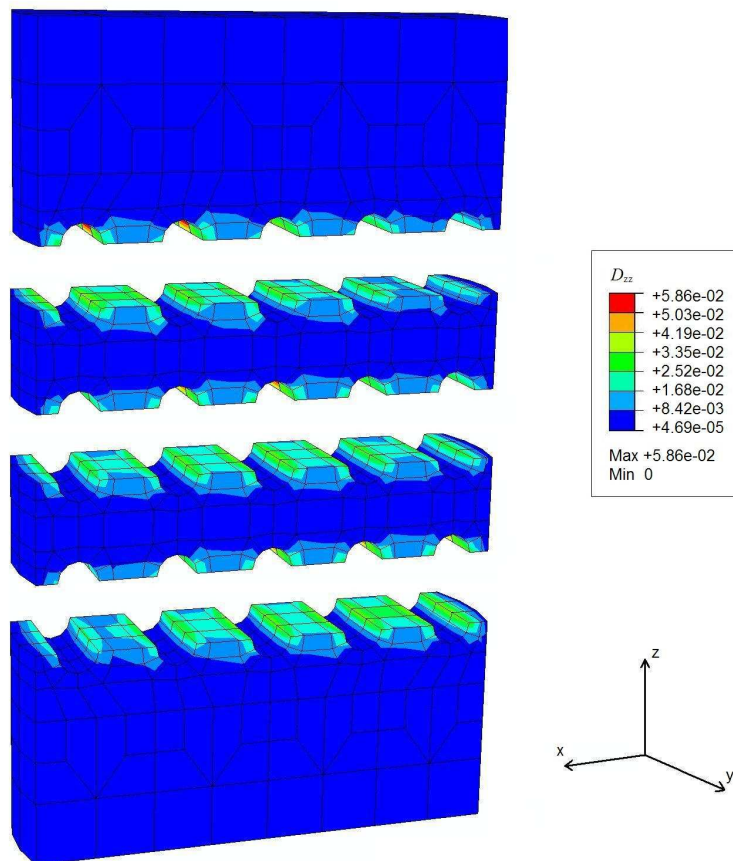 D_zz
+5.86e-02
+5.03e-02
+4.19e-02
+3.35e-02
+2.52e-02
+1.68e-02
+8.42e-03
+4.69e-05
Max +5.86e-02
Min 0
z
x
y